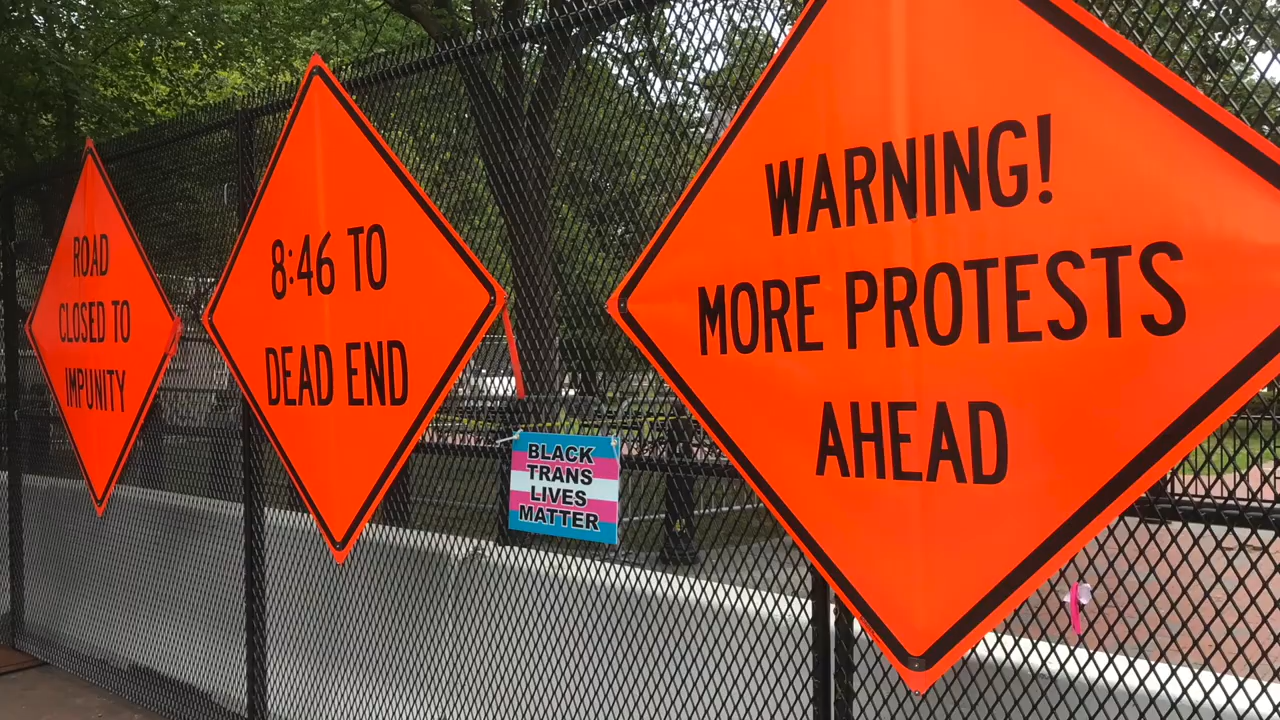 ROAD
CLOSED TO
IMPUNITY
8:46 TO
DEAD END
BLACK
TRANS
LIVES
MATTER
WARNING!
MORE PROTESTS
AHEAD